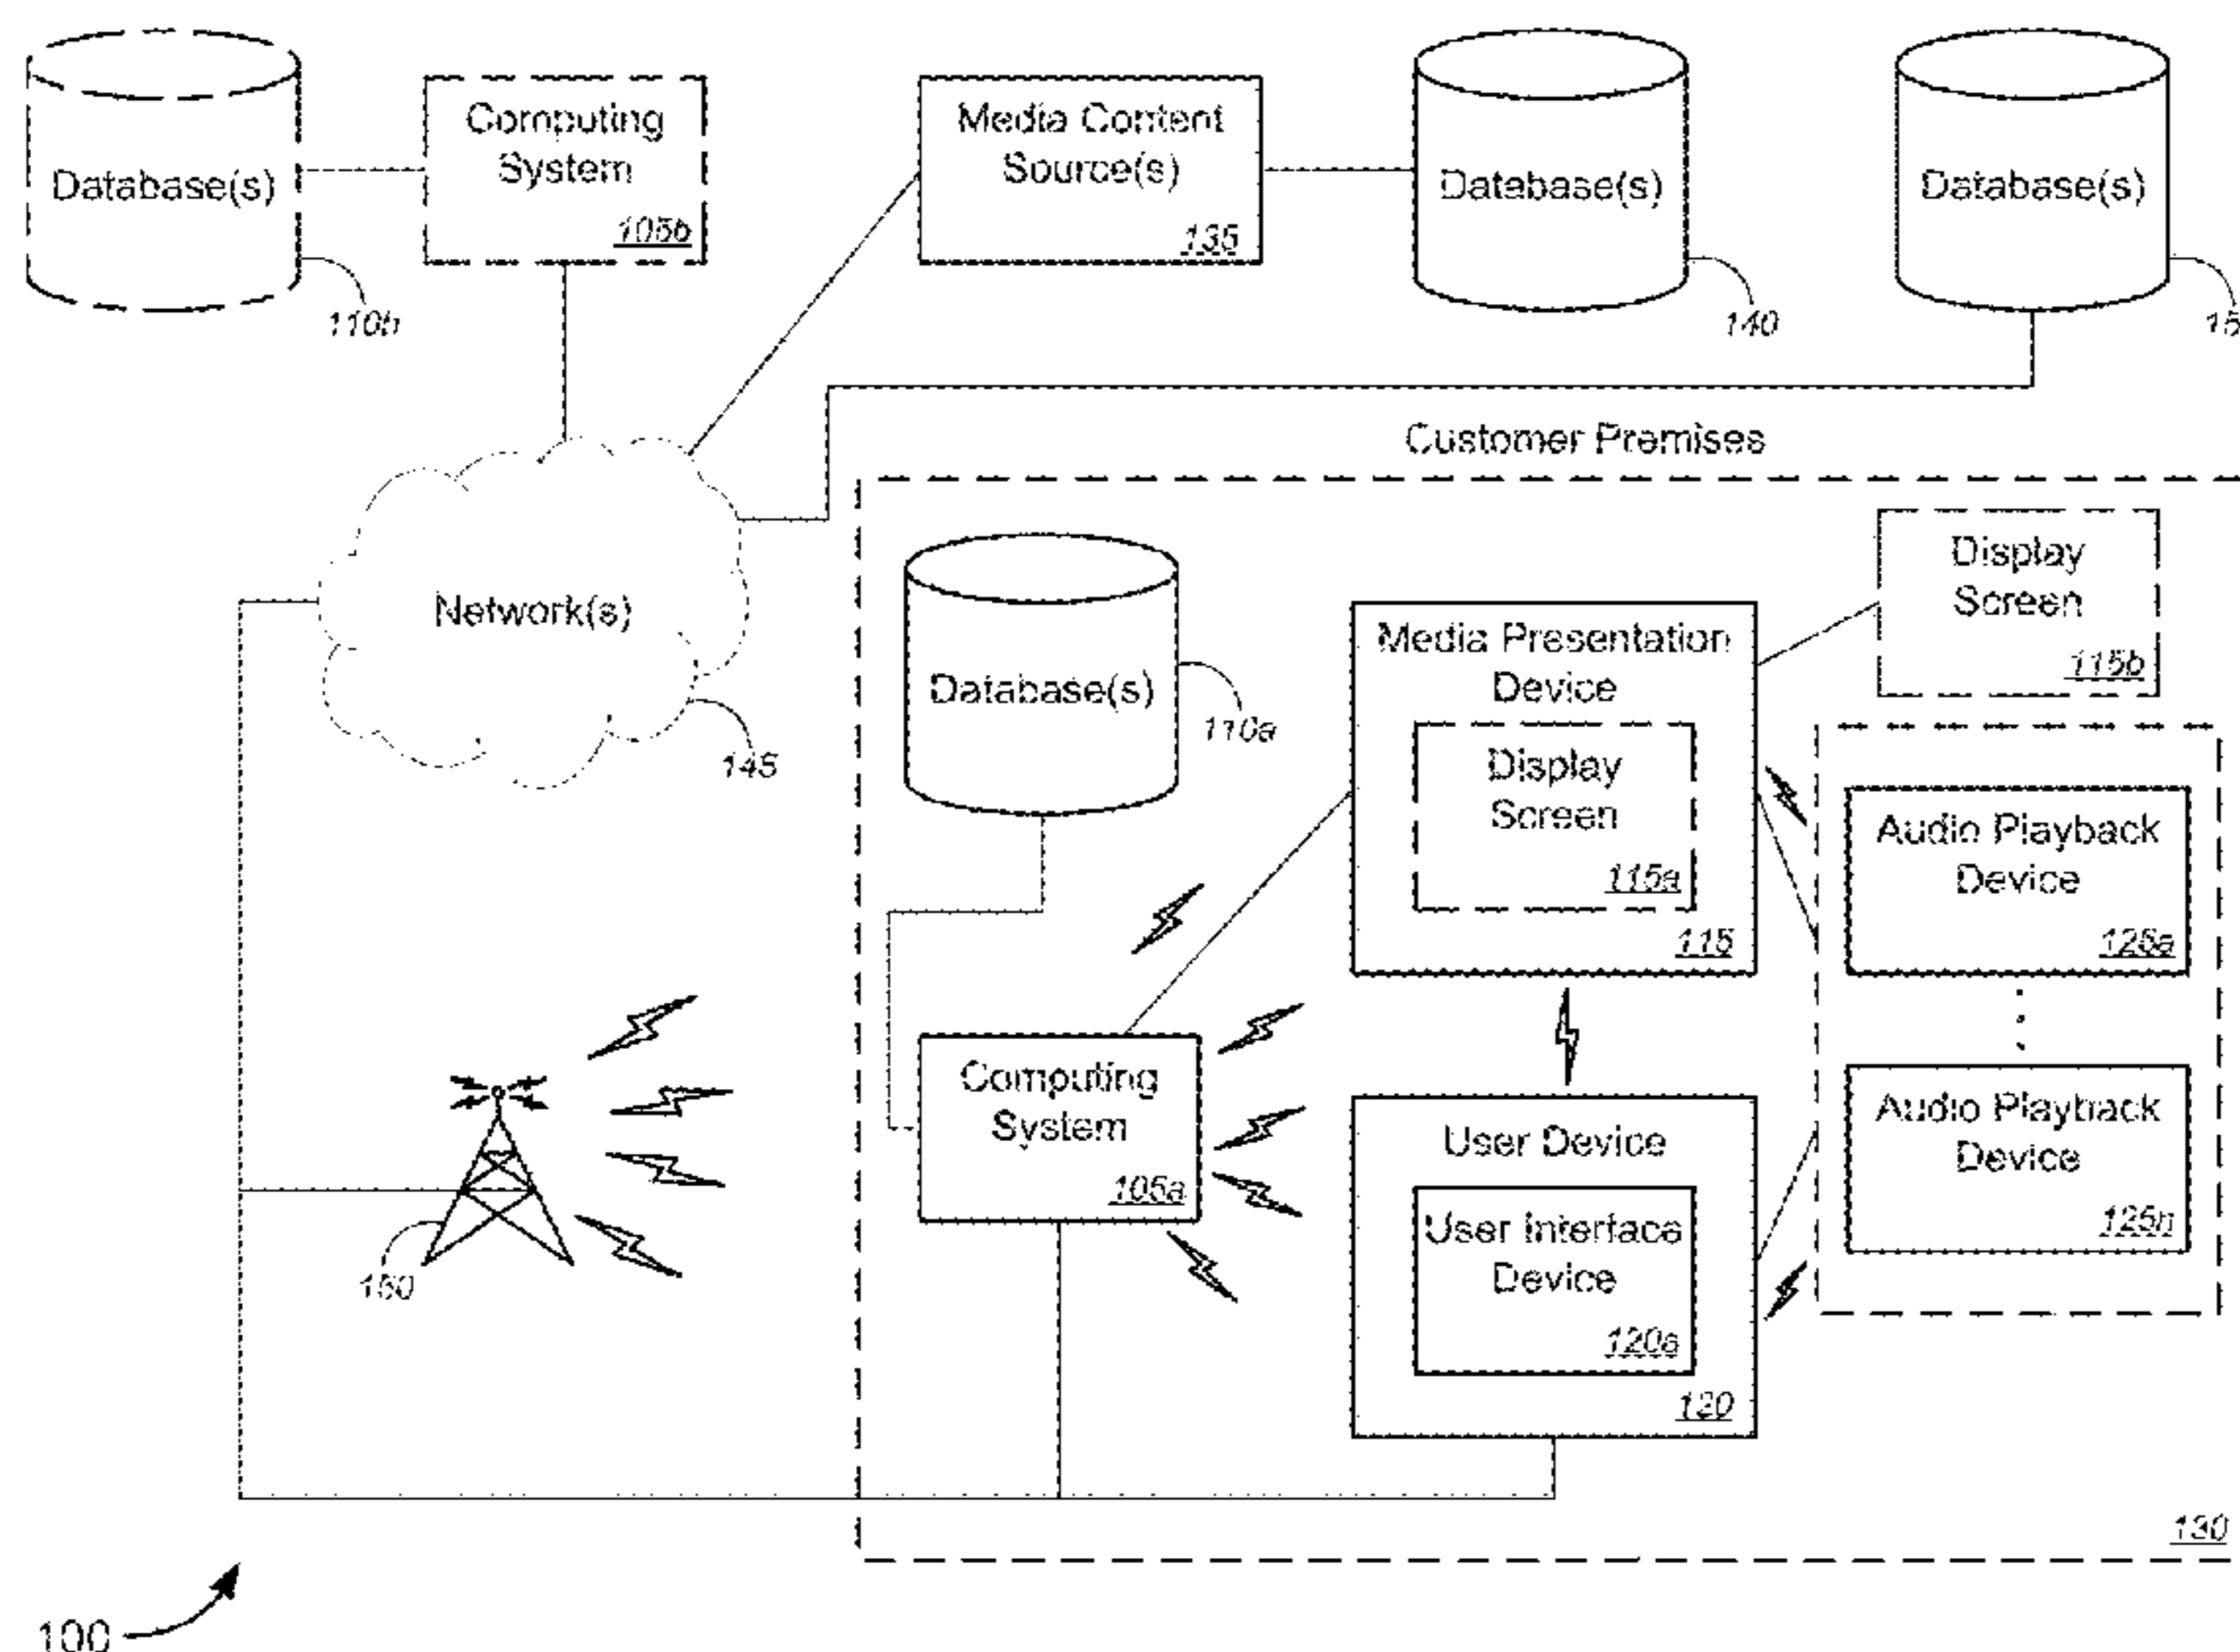 Database(s)
110b
Computing
System
105b
Media Content
Source(s)
135
Database(s)
140
Database(s)
Customer Premises
Network(s)
145
Database(s)
110a
Media Presentation
Device
Display
Screen
115a
115
Display
Screen
115b
Audio Playback
Device
125a
Audio Playback
Device
125n
Computing
System
105a
User Device
User Interface
Device
120a
120
150
130
100